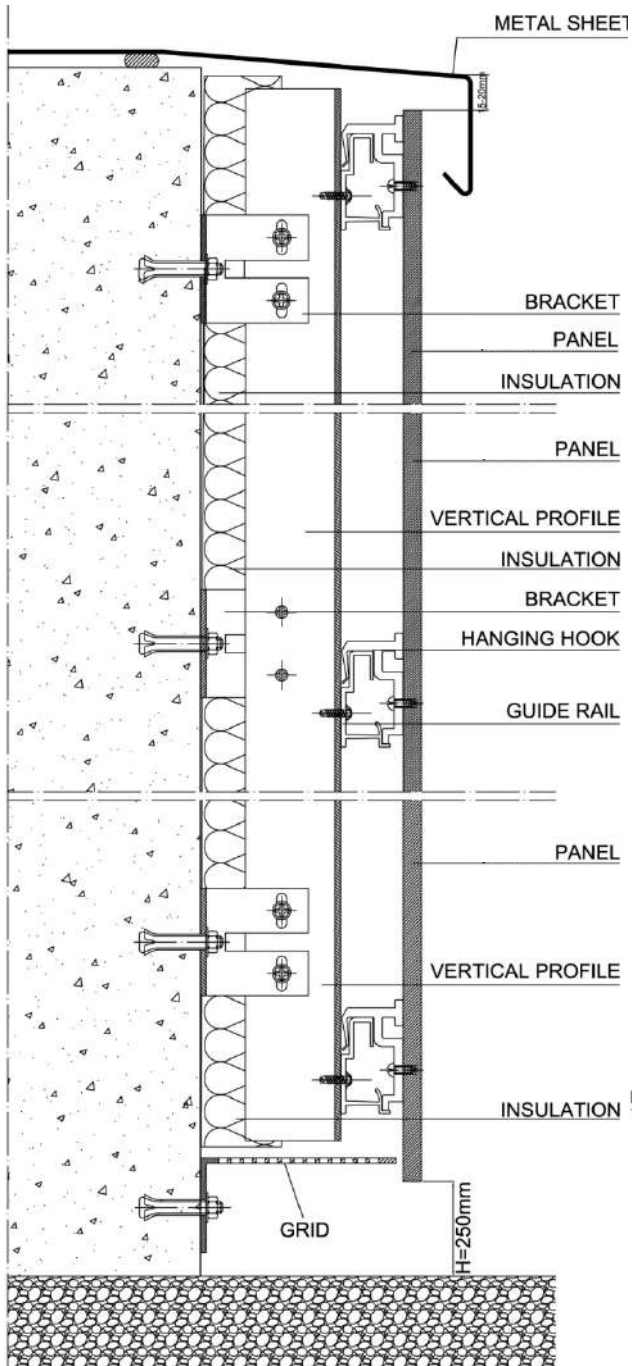 METAL SHEET
15-20mm
BRACKET
PANEL
INSULATION
PANEL
VERTICAL PROFILE
INSULATION
BRACKET
HANGING HOOK
GUIDE RAIL
PANEL
VERTICAL PROFILE
INSULATION
H=250mm
GRID